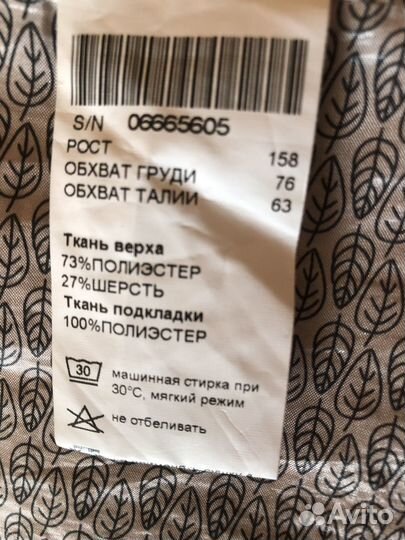 S/N 06665605
РОСТ 158
ОБХВАТ ГРУДИ 76
ОБХВАТ ТАЛИИ 63
Ткань верха
73%ПОЛИЭСТЕР
27%ШЕРСТЬ
Ткань подкладки
100%ПОЛИЭСТЕР
30 машинная стирка при
30°C, мягкий режим
не отбеливать
Avito